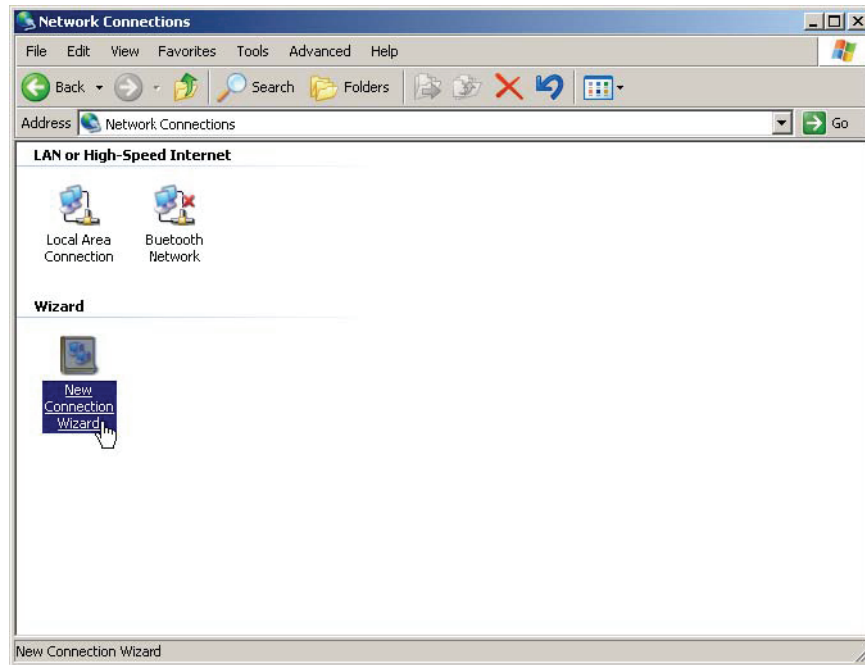 Network Connections
File Edit View Favorites Tools Advanced Help
Back Search Folders
Address Network Connections Go
LAN or High-Speed Internet
Local Area
Connection
Buetooth
Network
Wizard
New
Connection
Wizard
New Connection Wizard